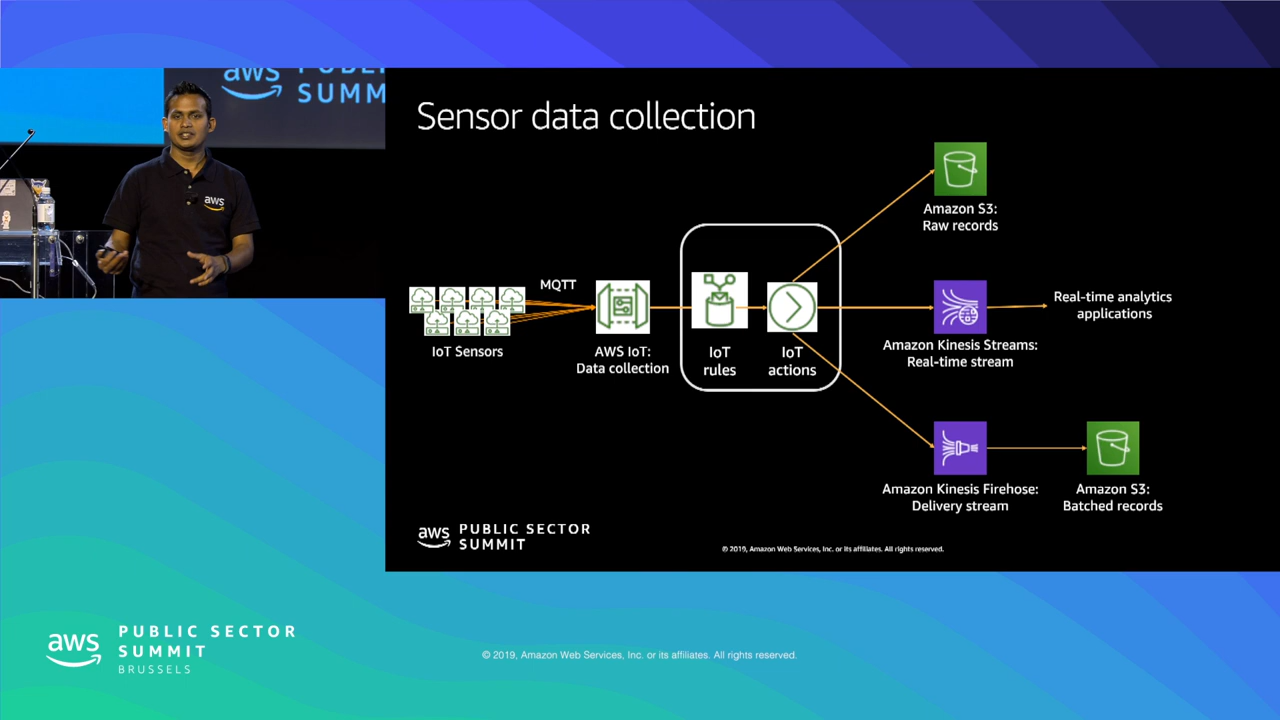 aws
PUBLI
SUMM
aws
Sensor data collection
Amazon S3:
Raw records
MQTT
IoT Sensors
AWS IoT:
Data collection
IoT
rules
IoT
actions
Amazon Kinesis Streams:
Real-time stream
Real-time analytics
applications
Amazon Kinesis Firehose:
Delivery stream
Amazon S3:
Batched records
aws
PUBLIC SECTOR
SUMMIT
© 2019, Amazon Web Services, Inc. or its affiliates. All rights reserved.
aws
PUBLIC SECTOR
SUMMIT
BRUSSELS
© 2019, Amazon Web Services, Inc. or its affiliates. All rights reserved.